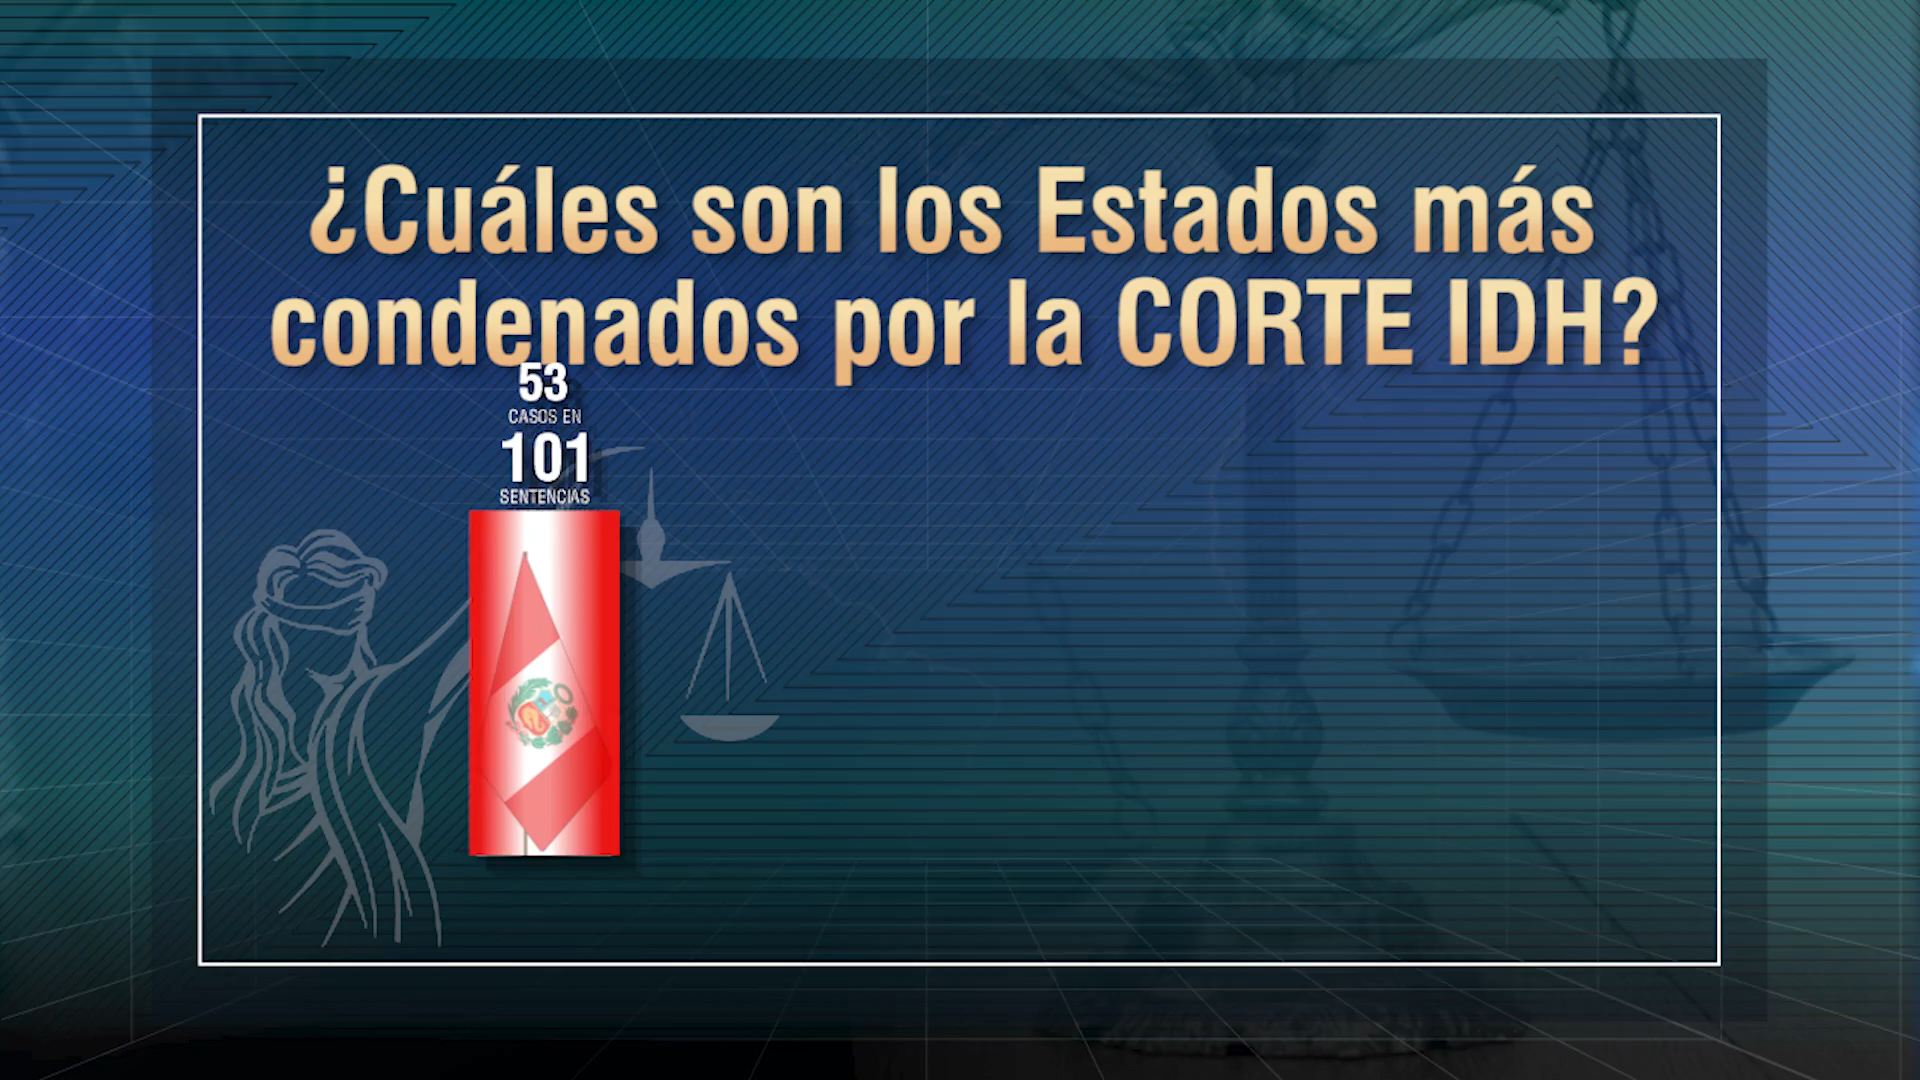 ¿Cuáles son los Estados más
condenados por la CORTE IDH?
53
CASOS EN
101
SENTENCIAS